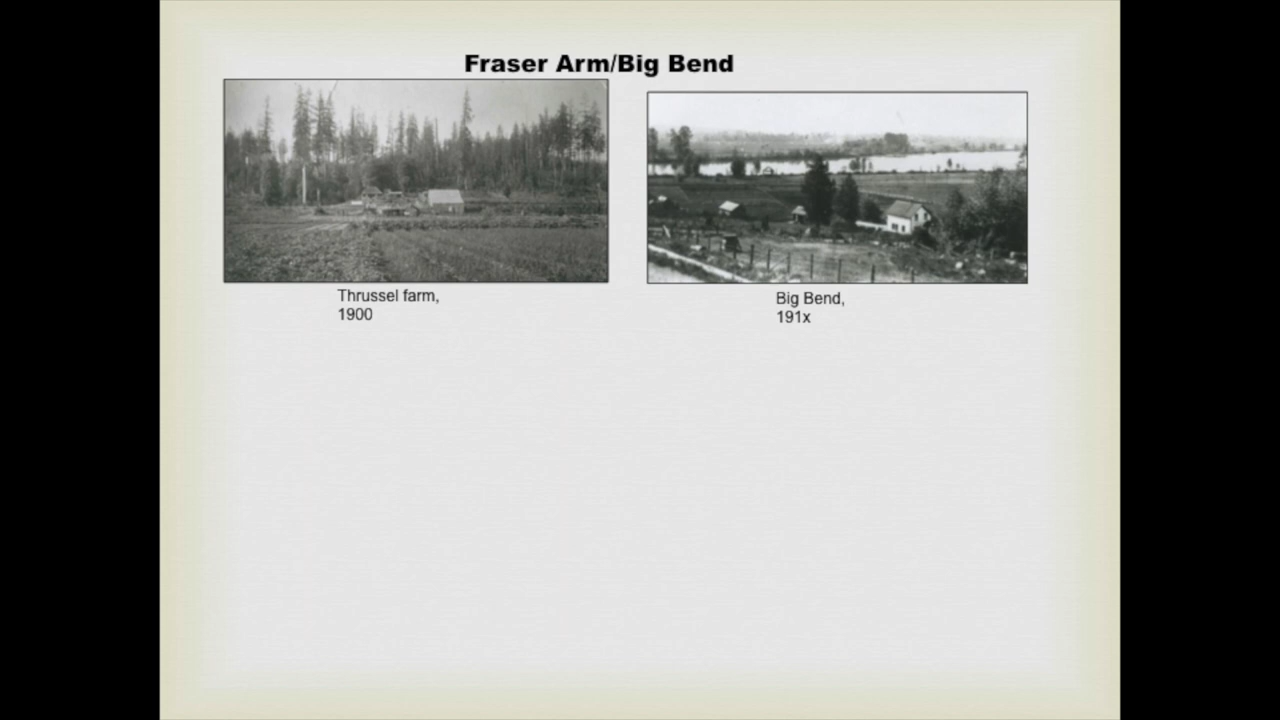 Fraser Arm/Big Bend
Thrussel farm,
1900
Big Bend,
191x